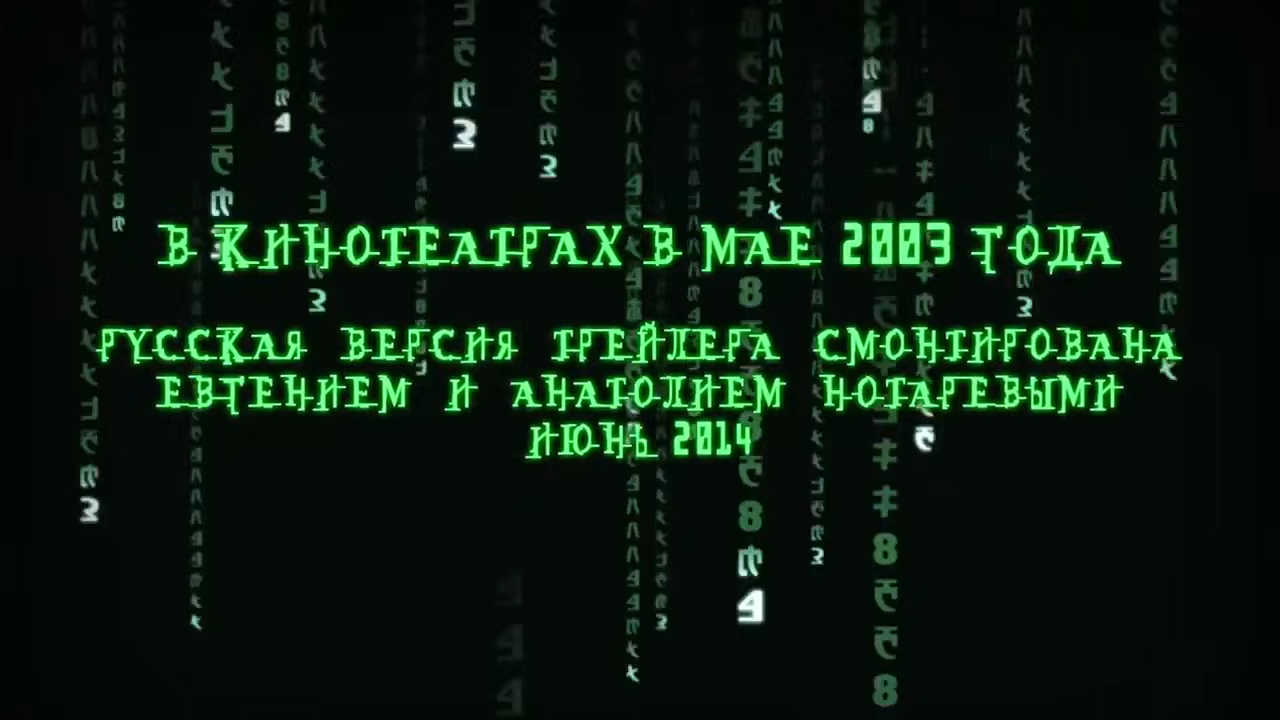 В КИНОТЕАТРАХ В МАЕ 2003 ГОДА
РУССКАЯ ВЕРСИЯ ТРЕЙЛЕРА СМОНТИРОВАНА
ЕВГЕНИЕМ И АНАТОЛИЕМ НОТАРЕВЫМИ
ИЮНЬ 2014